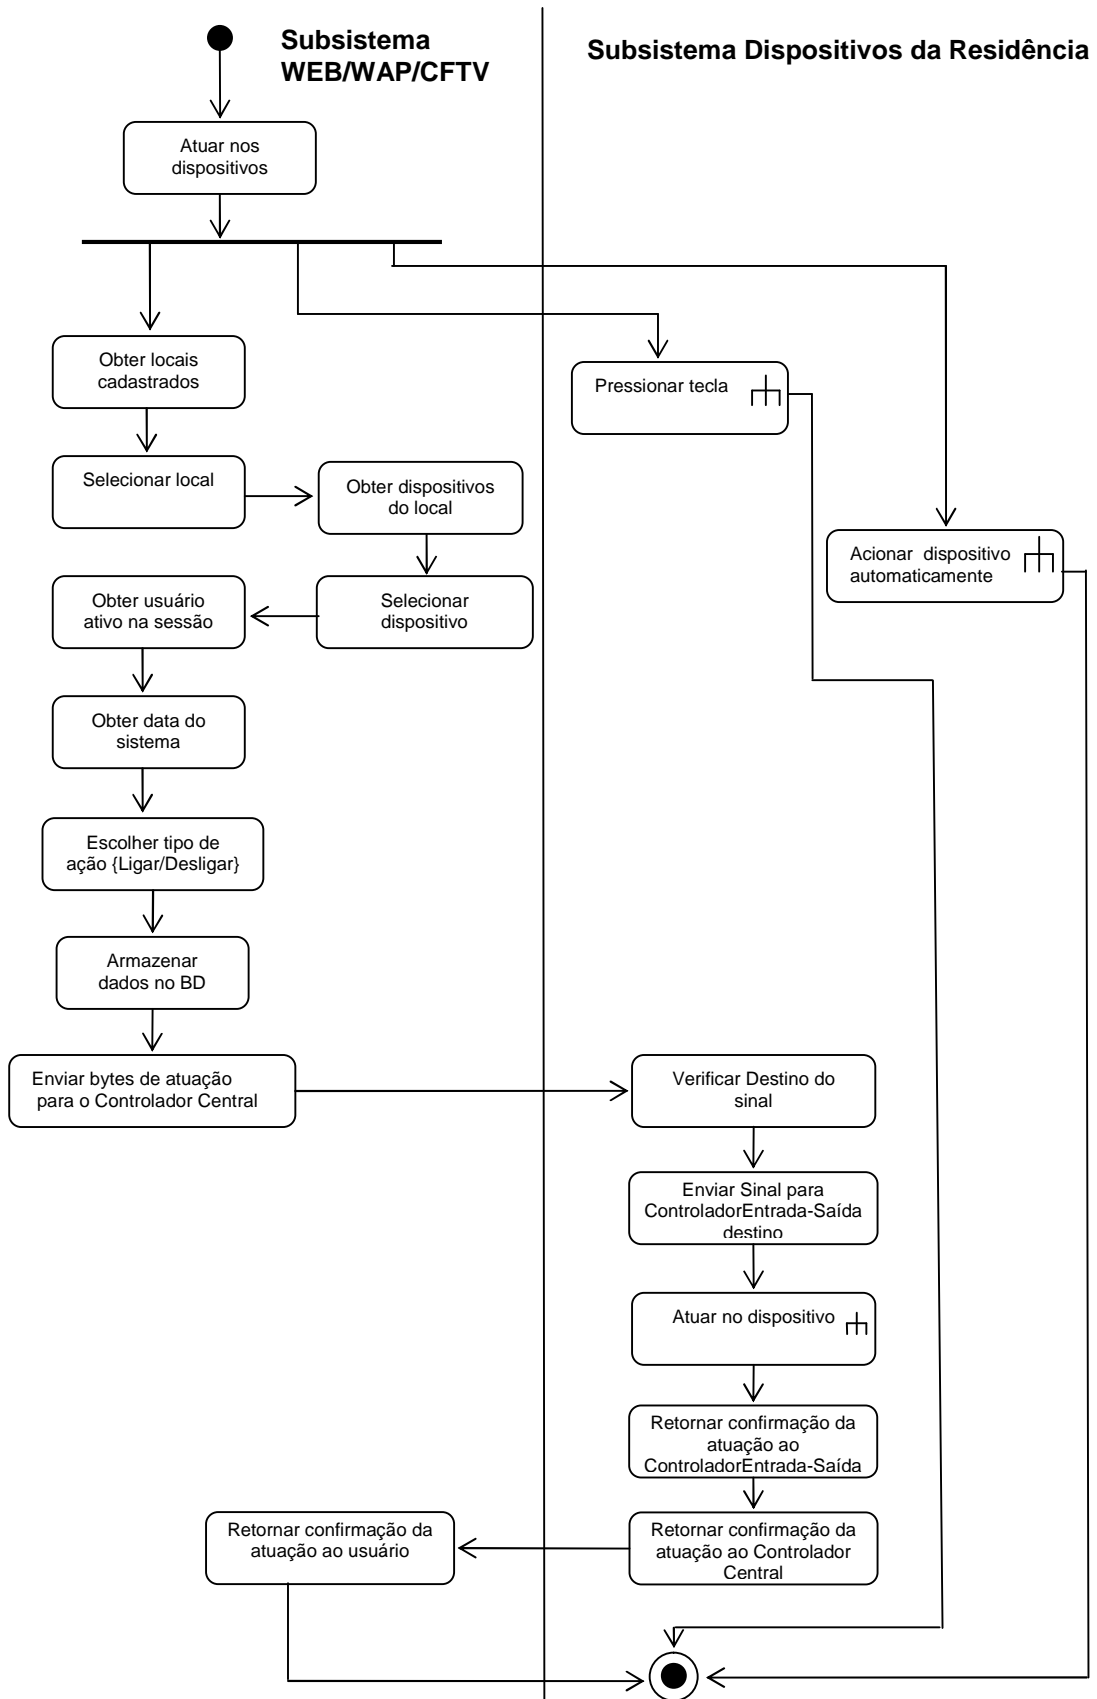 Subsistema
WEB/WAP/CFTV
Subsistema Dispositivos da Residência
Atuar nos
dispositivos
Obter locais
cadastrados
Pressionar tecla
Selecionar local
Obter dispositivos
do local
Acionar dispositivo
automaticamente
Obter usuário
ativo na sessão
Selecionar
dispositivo
Obter data do
sistema
Escolher tipo de
ação {Ligar/Desligar}
Armazenar
dados no BD
Enviar bytes de atuação
para o Controlador Central
Verificar Destino do
sinal
Enviar Sinal para
ControladorEntrada-Saída
destino
Atuar no dispositivo
Retornar confirmação da
atuação ao
ControladorEntrada-Saída
Retornar confirmação da
atuação ao usuário
Retornar confirmação da
atuação ao Controlador
Central